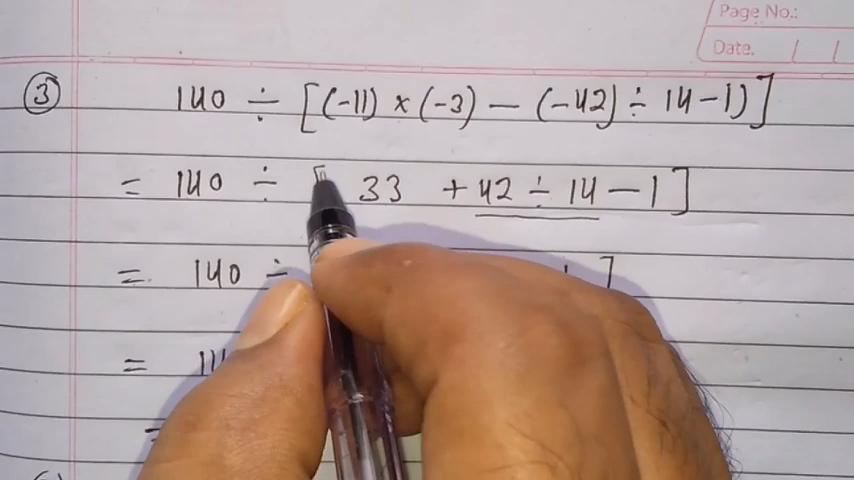 Page No.:
Date.
③ 140 ÷ [(-11) × (-3) - (-42) ÷ 14 - 1)]
= 140 ÷ [ 33 + 42 ÷ 14 - 1 ]
= 140 ÷ ]
=
=